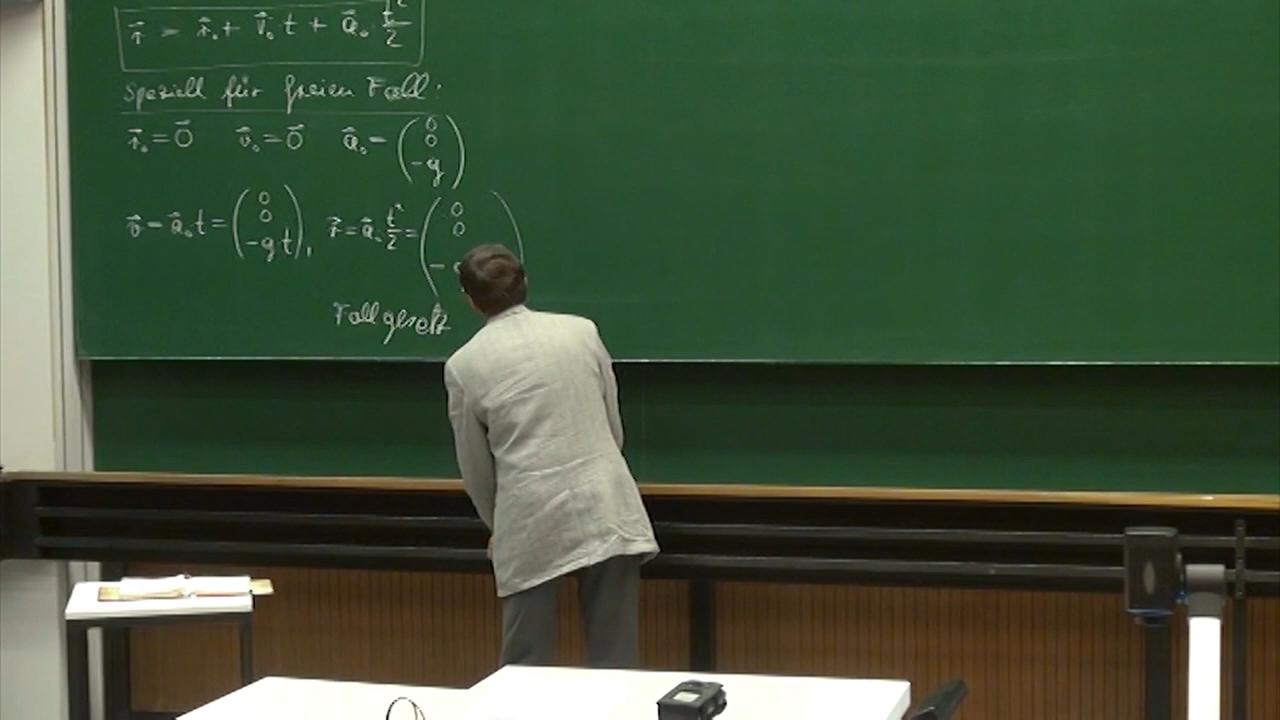 r⃗ = r⃗₀ + v⃗₀ t + a⃗₀ t²/2
Speziell für freien Fall:
r⃗₀ = 0⃗ v⃗₀ = 0⃗ a⃗₀ = (0 0 -g)
v⃗ = a⃗₀ t = (0 0 -gt), r⃗ = a⃗₀ t²/2 = (0 0 -
Fallgesetz